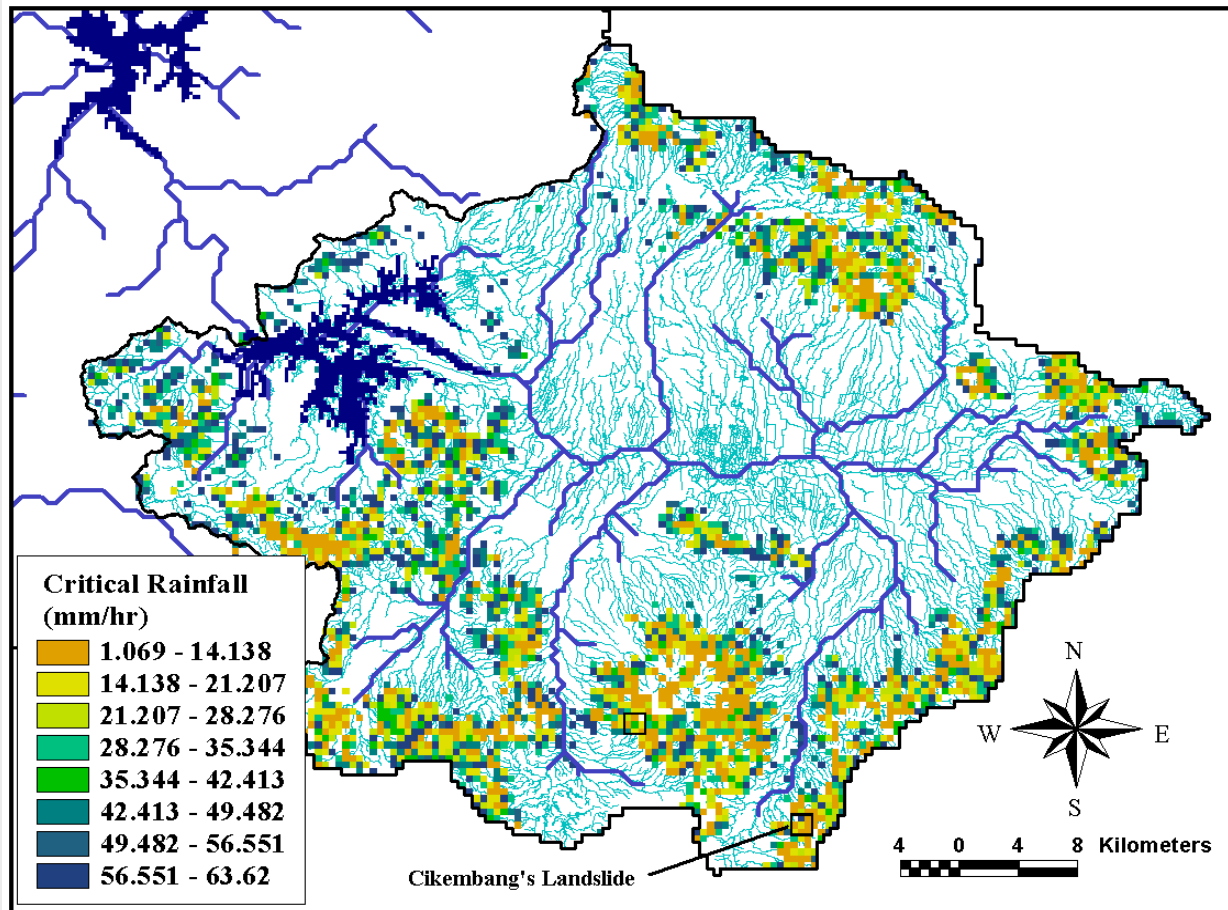 Critical Rainfall
(mm/hr)
1.069 - 14.138
14.138 - 21.207
21.207 - 28.276
28.276 - 35.344
35.344 - 42.413
42.413 - 49.482
49.482 - 56.551
56.551 - 63.62
N
W E
S
4 0 4 8 Kilometers
Cikembang's Landslide